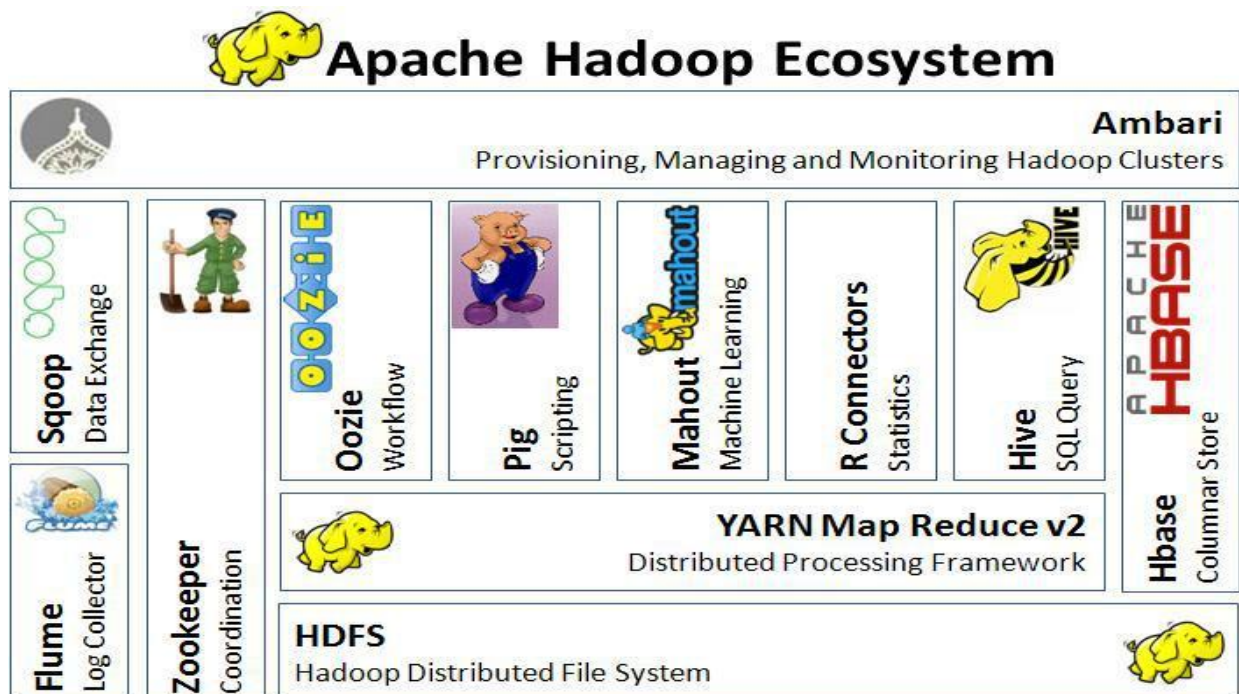 Apache Hadoop Ecosystem
Ambari
Provisioning, Managing and Monitoring Hadoop Clusters
sqoop
Sqoop
Data Exchange
FLUME
Flume
Log Collector
Zookeeper
Coordination
OOZiE
Oozie
Workflow
Pig
Scripting
mahout
Mahout
Machine Learning
R Connectors
Statistics
HIVE
Hive
SQL Query
APACHE
HBASE
Hbase
Columnar Store
YARN Map Reduce v2
Distributed Processing Framework
HDFS
Hadoop Distributed File System